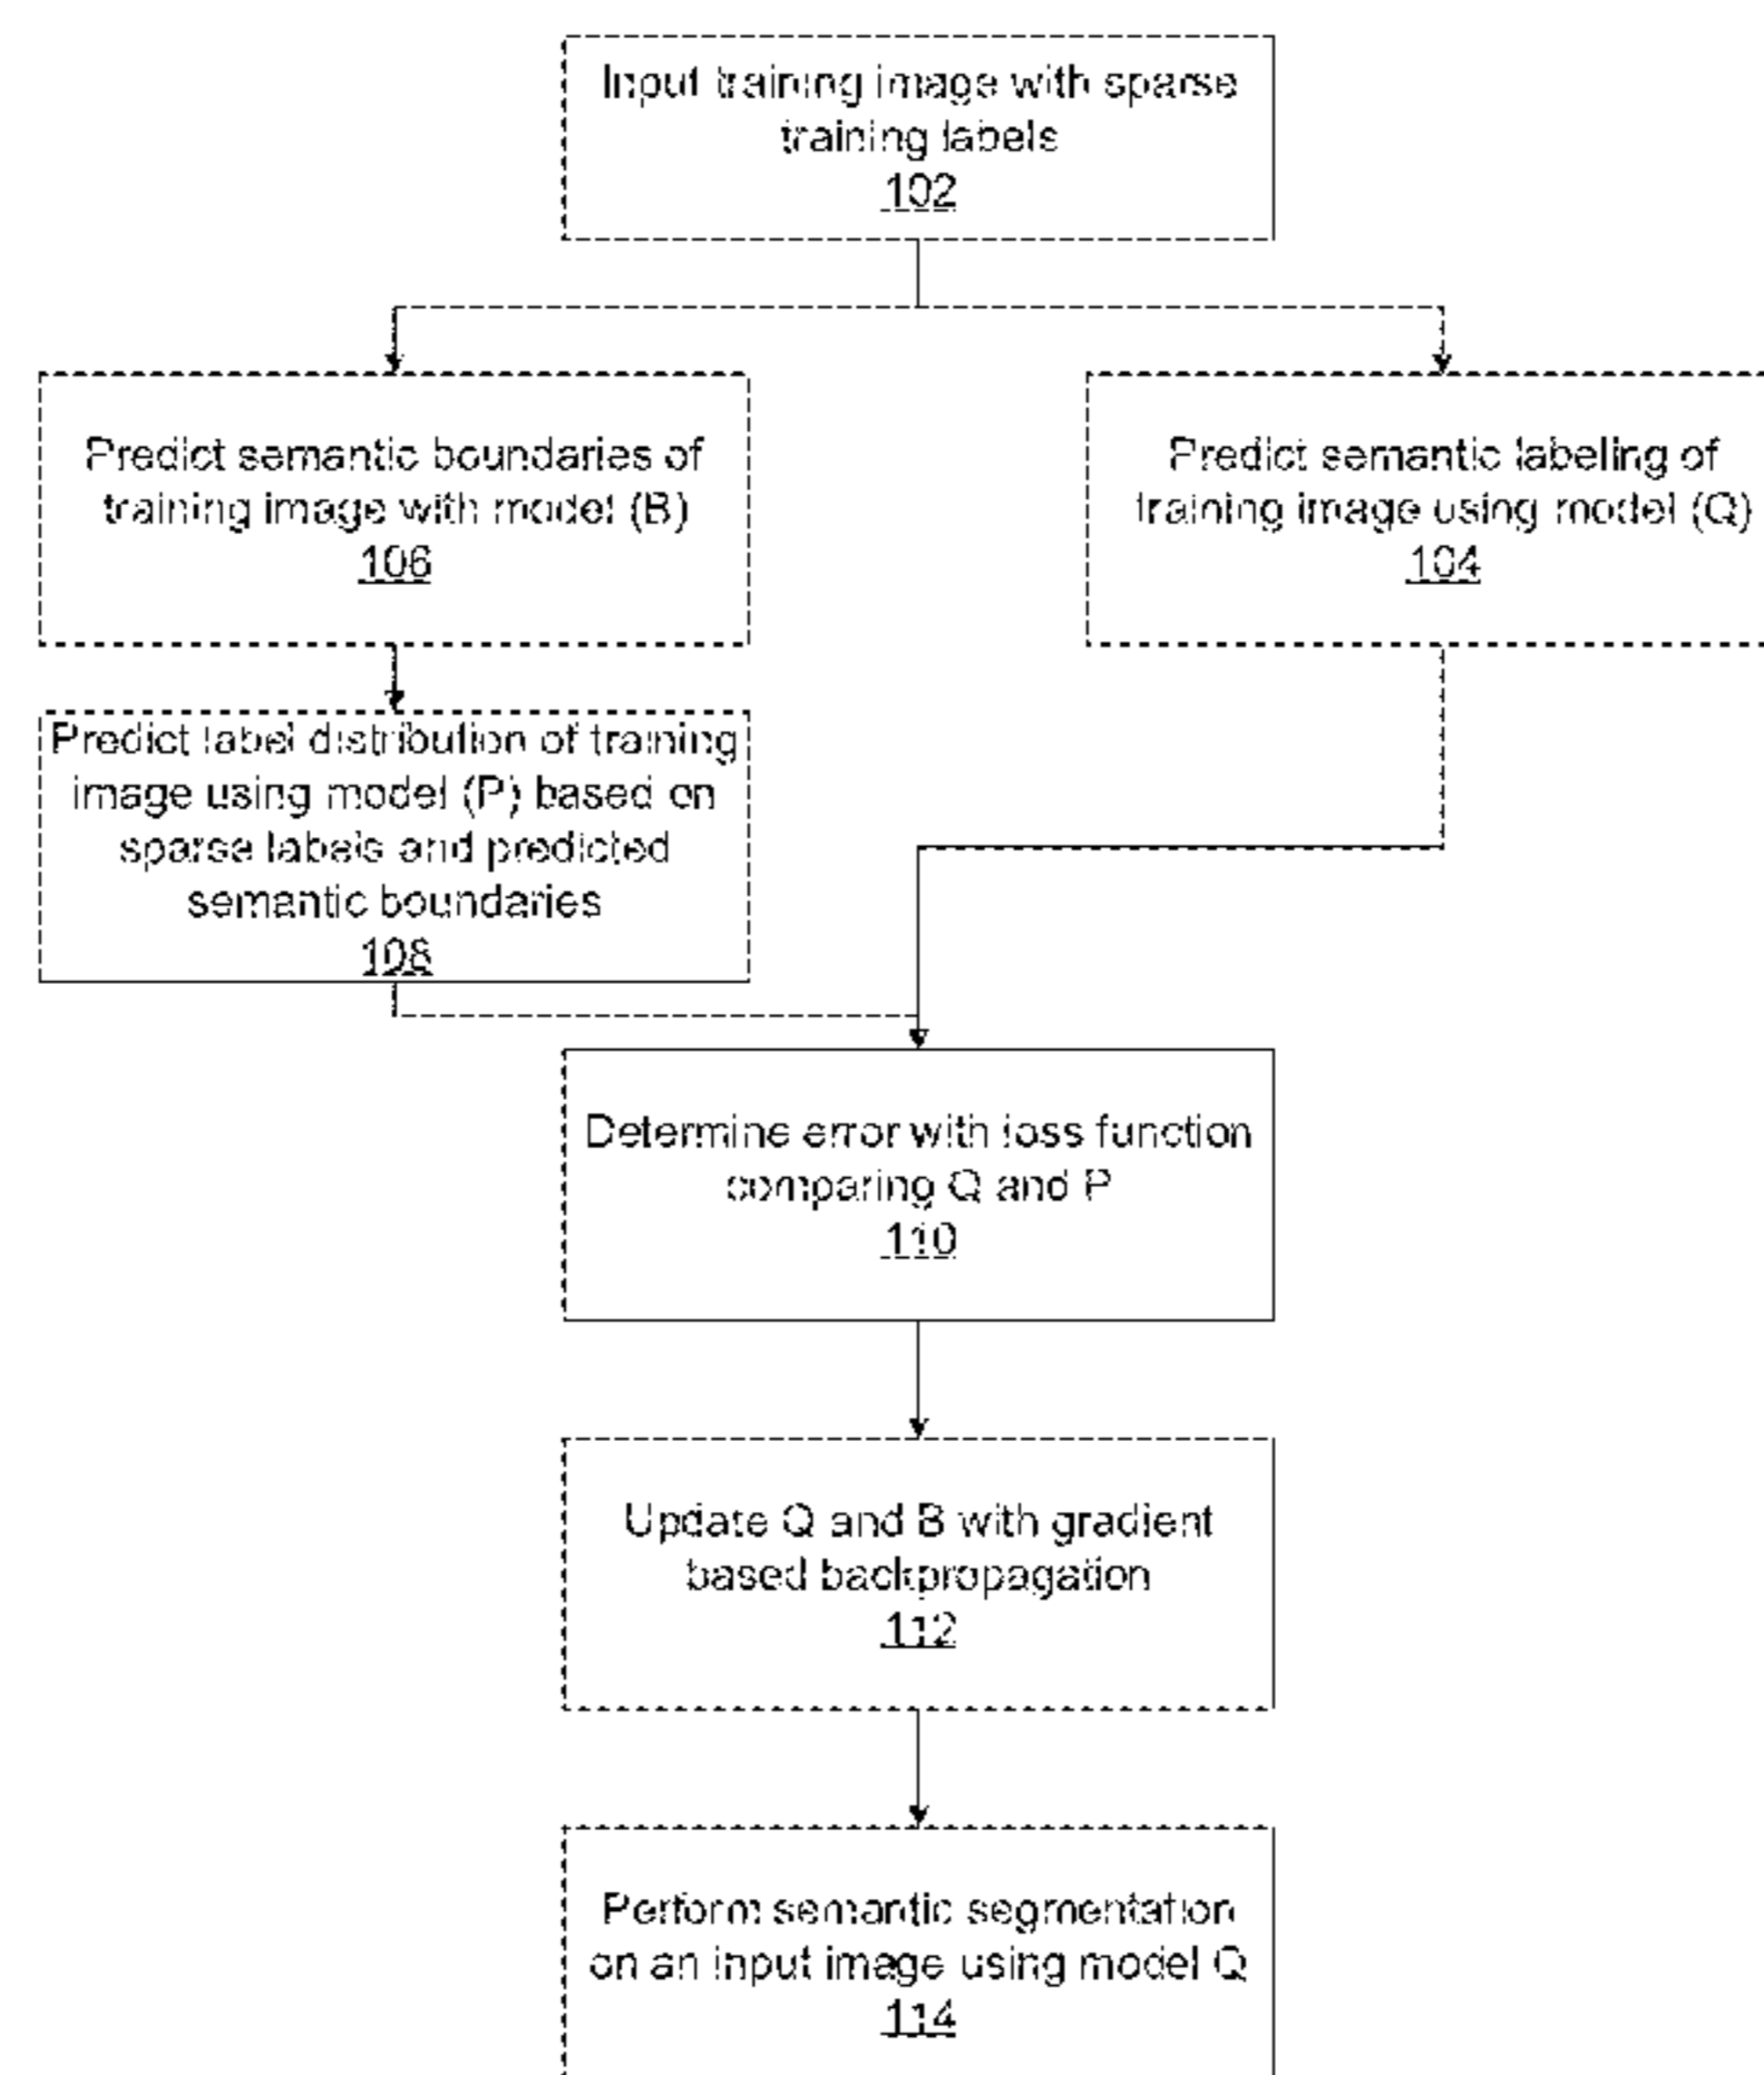 Input training image with sparse
training labels
102
Predict semantic boundaries of
training image with model (B)
106
Predict semantic labelling of
training image using model (Q)
104
Predict label distribution of training
image using model (P) based on
sparse labels and predicted
semantic boundaries
108
Determine error with loss function
comparing Q and P
110
Update Q and B with gradient
based backpropagation
112
Perform semantic segmentation
on an input image using model Q
114